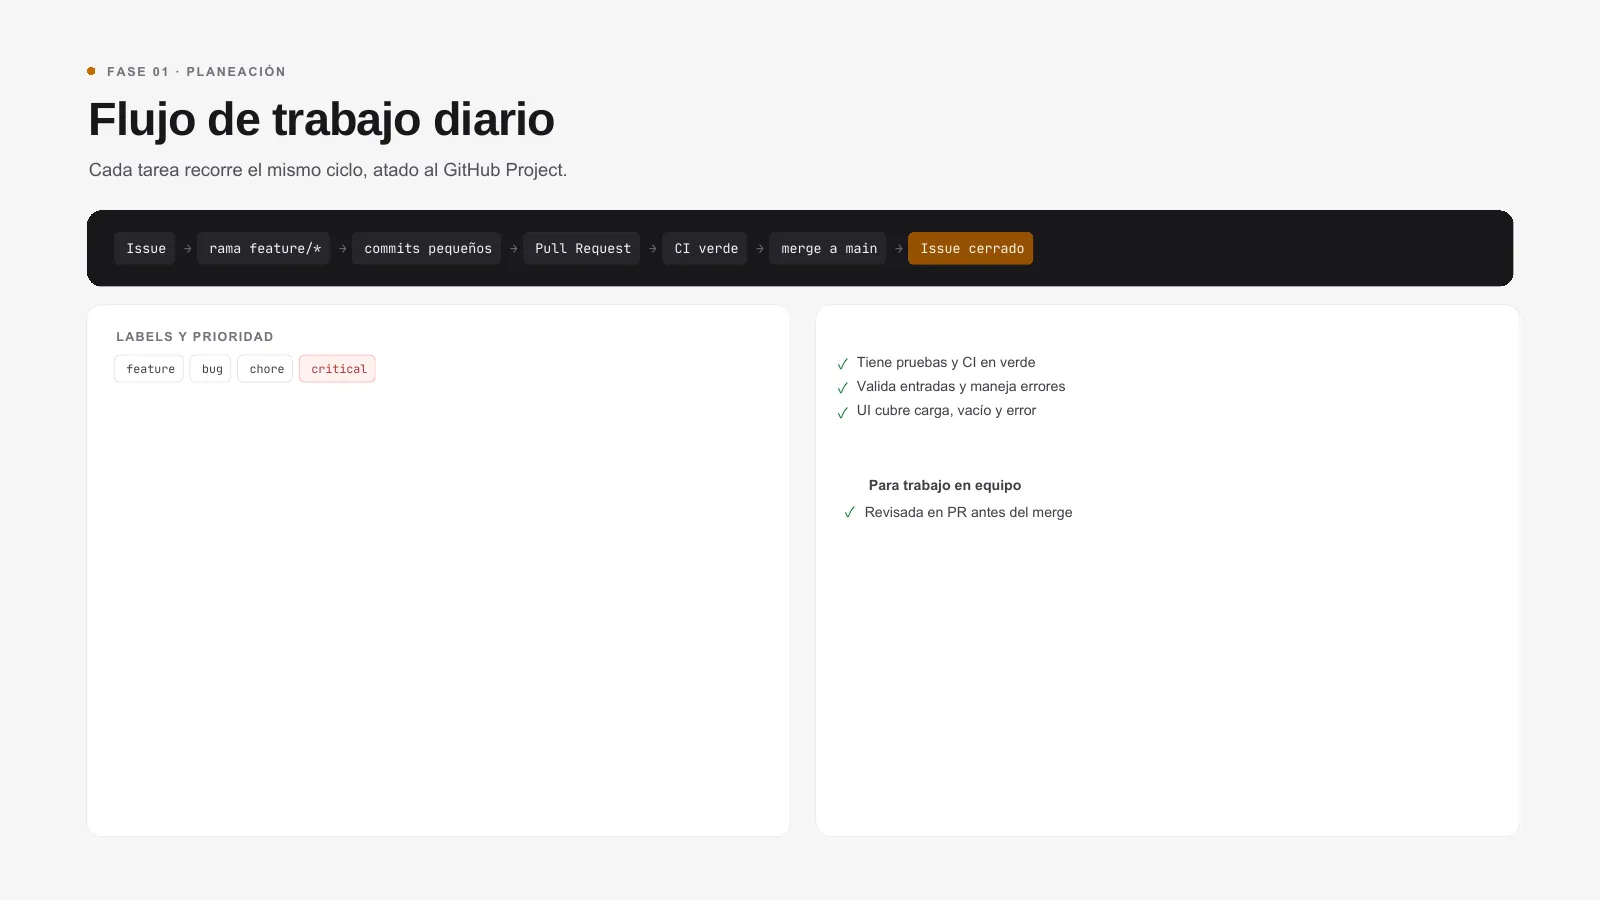 FASE 01 · PLANEACIÓN
Flujo de trabajo diario
Cada tarea recorre el mismo ciclo, atado al GitHub Project.
Issue → rama feature/* → commits pequeños → Pull Request → CI verde → merge a main → Issue cerrado
LABELS Y PRIORIDAD
feature bug chore critical
✓ Tiene pruebas y CI en verde
✓ Valida entradas y maneja errores
✓ UI cubre carga, vacío y error
Para trabajo en equipo
✓ Revisada en PR antes del merge